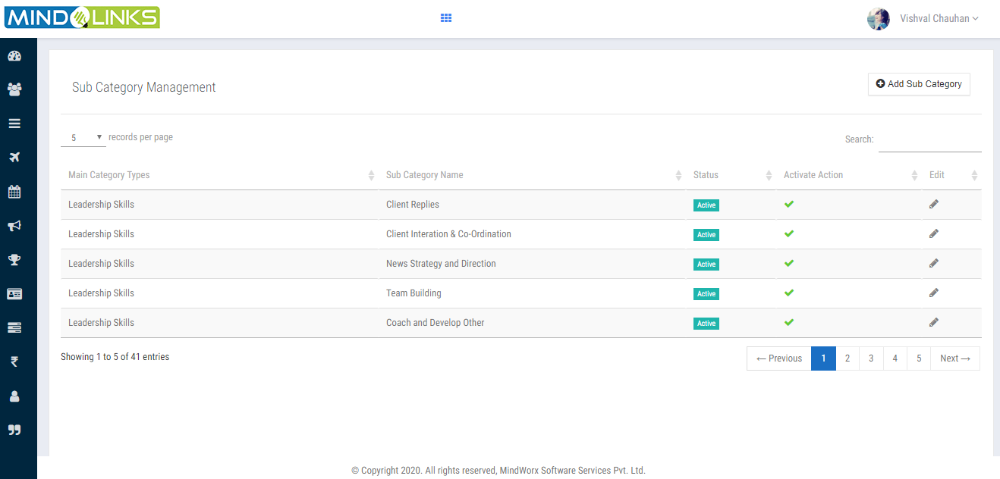 MIND LINKS
Vishval Chauhan
Sub Category Management
Add Sub Category
5 records per page
Search:
Main Category Types Sub Category Name Status Activate Action Edit
Leadership Skills Client Replies Active
Leadership Skills Client Interation & Co-Ordination Active
Leadership Skills News Strategy and Direction Active
Leadership Skills Team Building Active
Leadership Skills Coach and Develop Other Active
Showing 1 to 5 of 41 entries
← Previous 1 2 3 4 5 Next →
© Copyright 2020. All rights reserved, MindWorx Software Services Pvt. Ltd.